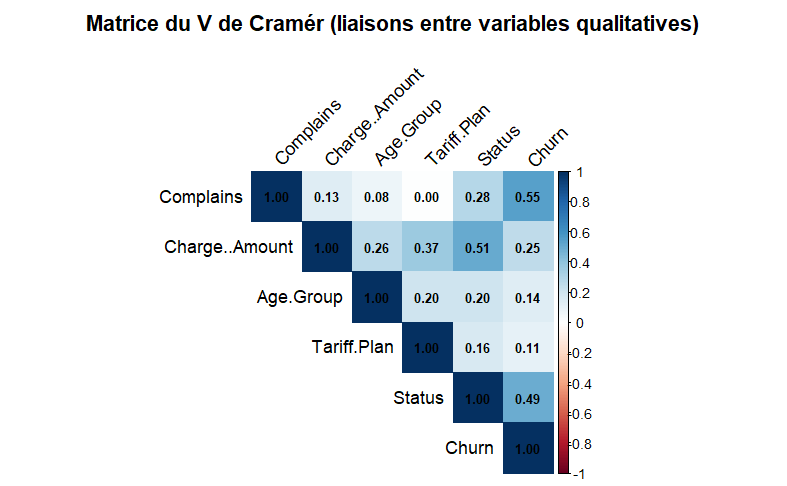 Matrice du V de Cramér (liaisons entre variables qualitatives)
Complains Charge..Amount Age.Group Tariff.Plan Status Churn
Complains 1.00 0.13 0.08 0.00 0.28 0.55
Charge..Amount 1.00 0.26 0.37 0.51 0.25
Age.Group 1.00 0.20 0.20 0.14
Tariff.Plan 1.00 0.16 0.11
Status 1.00 0.49
Churn 1.00
1
0.8
0.6
0.4
0.2
0
-0.2
-0.4
-0.6
-0.8
-1